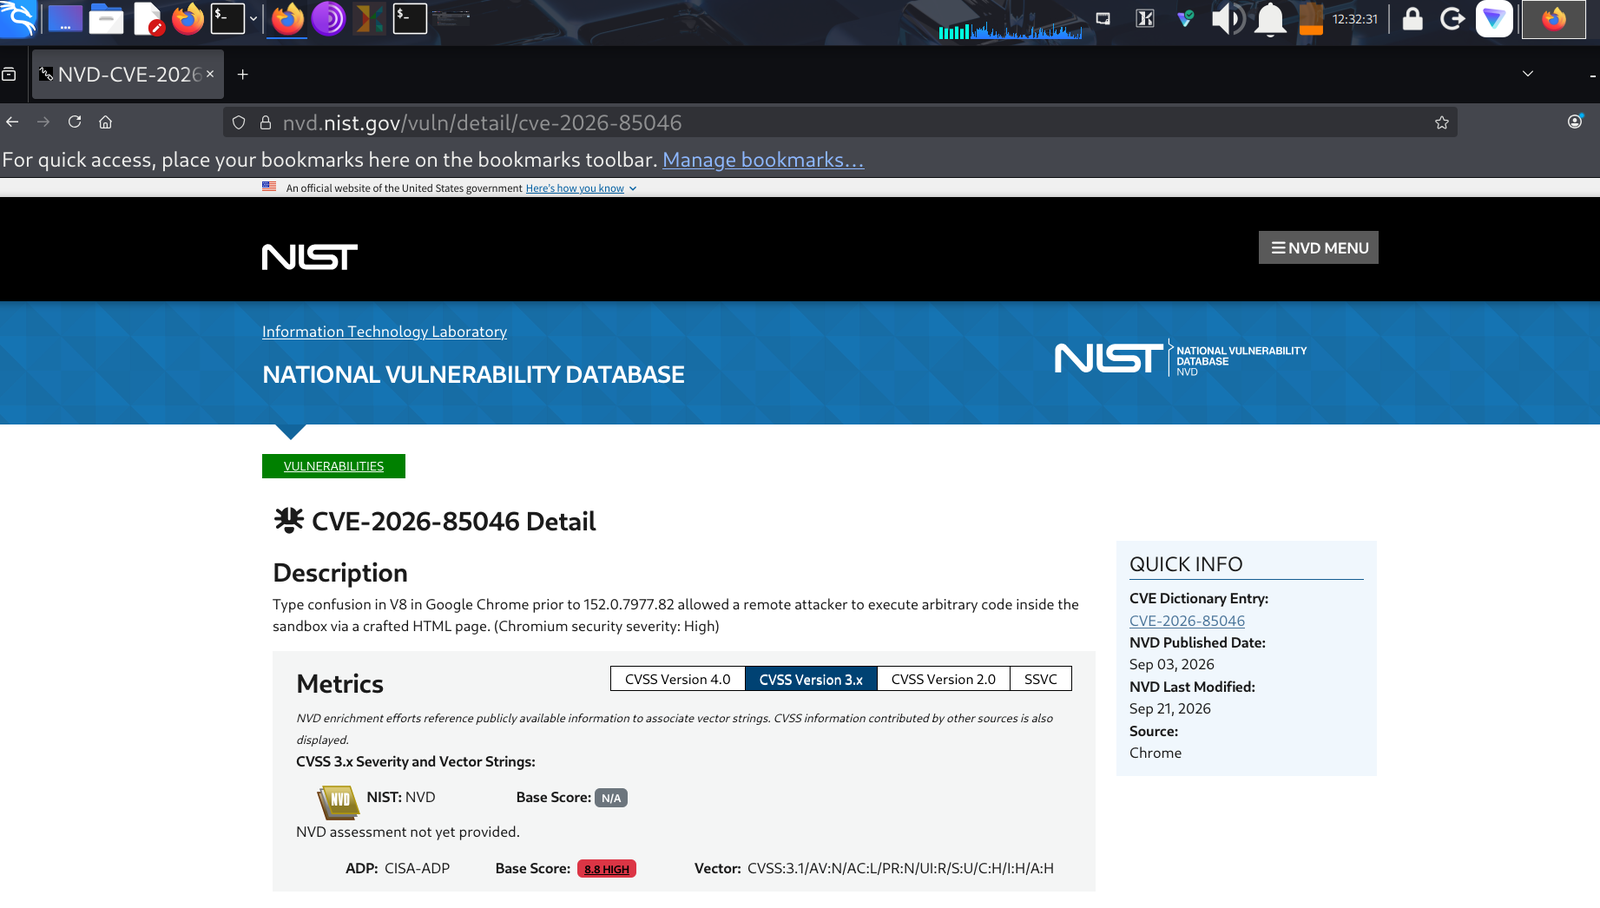 12:32:31
NVD-CVE-2026
nvd.nist.gov/vuln/detail/cve-2026-85046
For quick access, place your bookmarks here on the bookmarks toolbar. Manage bookmarks...
An official website of the United States government Here's how you know
NIST
NVD MENU
Information Technology Laboratory
NATIONAL VULNERABILITY DATABASE
NIST
NATIONAL VULNERABILITY
DATABASE
NVD
VULNERABILITIES
CVE-2026-85046 Detail
Description
Type confusion in V8 in Google Chrome prior to 152.0.7977.82 allowed a remote attacker to execute arbitrary code inside the
sandbox via a crafted HTML page. (Chromium security severity: High)
Metrics
CVSS Version 4.0
CVSS Version 3.x
CVSS Version 2.0
SSVC
NVD enrichment efforts reference publicly available information to associate vector strings. CVSS information contributed by other sources is also
displayed.
CVSS 3.x Severity and Vector Strings:
NVD
NIST: NVD
Base Score: N/A
NVD assessment not yet provided.
ADP: CISA-ADP
Base Score: 8.8 HIGH
Vector: CVSS:3.1/AV:N/AC:L/PR:N/UI:R/S:U/C:H/I:H/A:H
QUICK INFO
CVE Dictionary Entry:
CVE-2026-85046
NVD Published Date:
Sep 03, 2026
NVD Last Modified:
Sep 21, 2026
Source:
Chrome